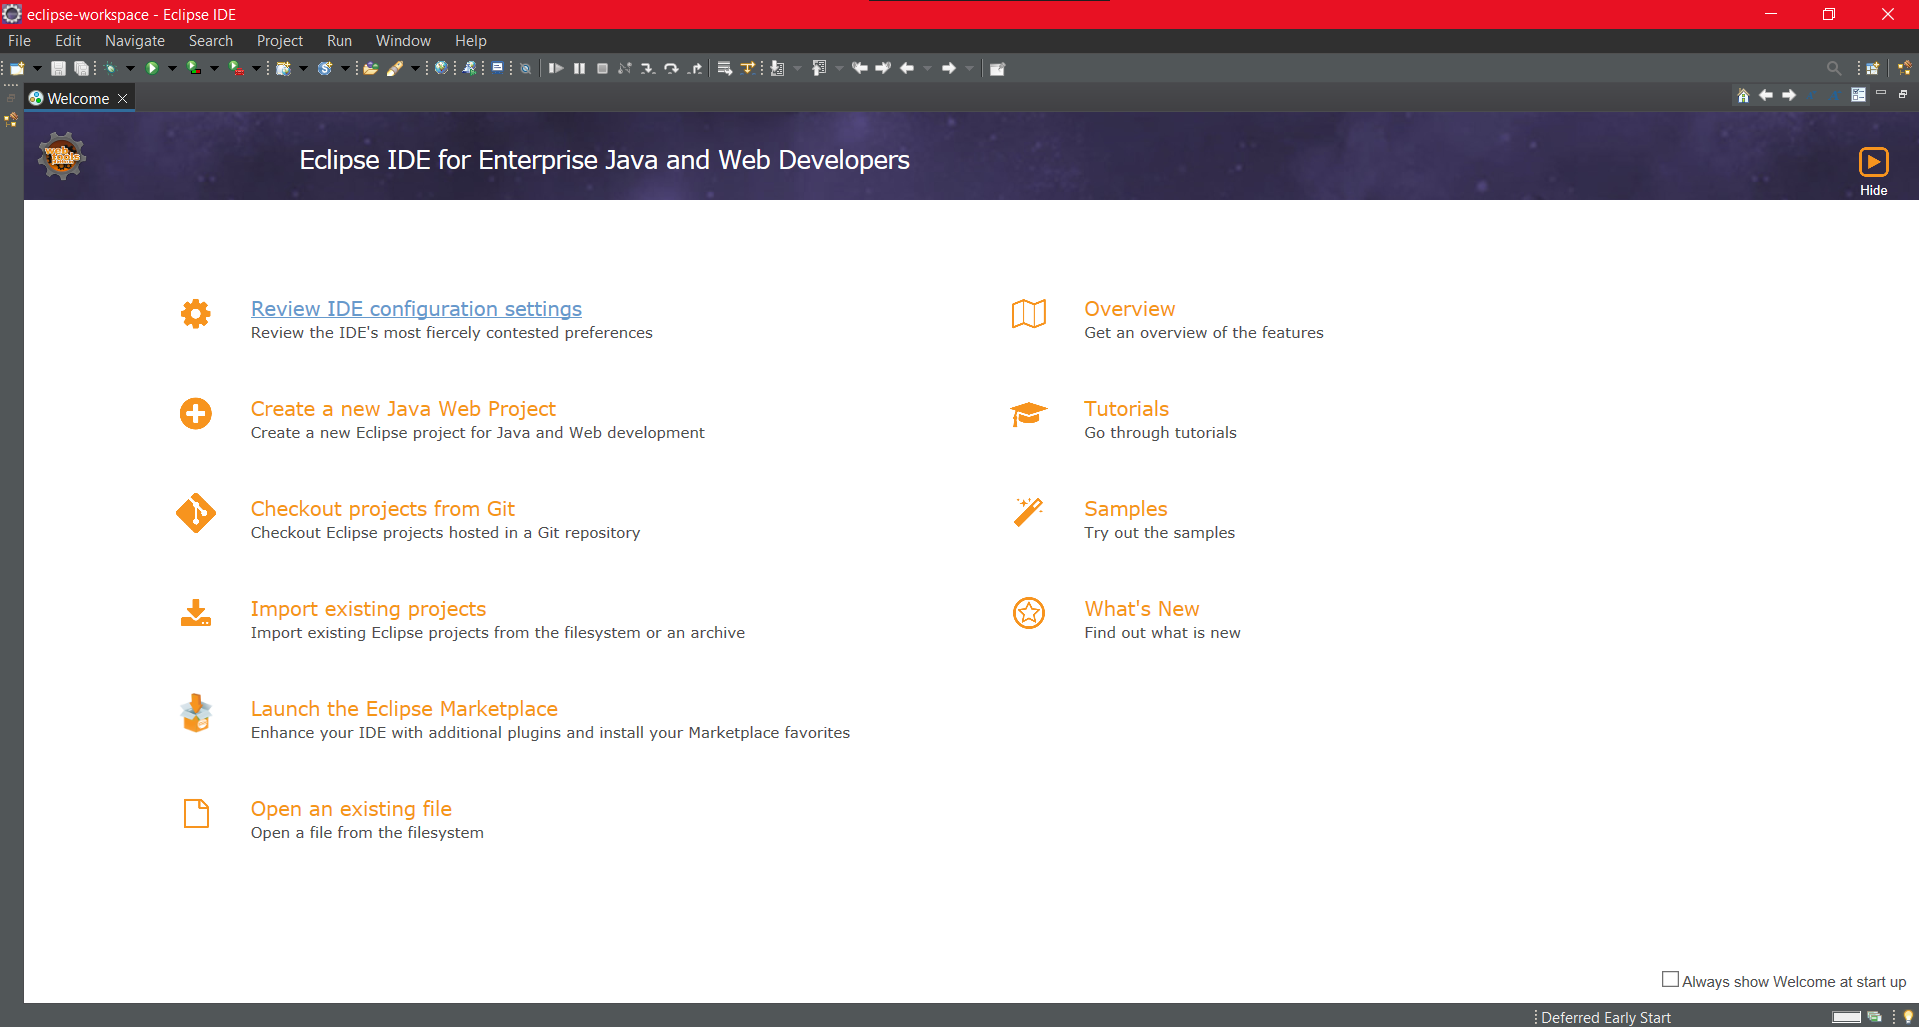 eclipse-workspace - Eclipse IDE
File Edit Navigate Search Project Run Window Help
Welcome
web tools
Eclipse IDE for Enterprise Java and Web Developers
Hide
Review IDE configuration settings
Review the IDE's most fiercely contested preferences
Create a new Java Web Project
Create a new Eclipse project for Java and Web development
Checkout projects from Git
Checkout Eclipse projects hosted in a Git repository
Import existing projects
Import existing Eclipse projects from the filesystem or an archive
Launch the Eclipse Marketplace
Enhance your IDE with additional plugins and install your Marketplace favorites
Open an existing file
Open a file from the filesystem
Overview
Get an overview of the features
Tutorials
Go through tutorials
Samples
Try out the samples
What's New
Find out what is new
Always show Welcome at start up
Deferred Early Start